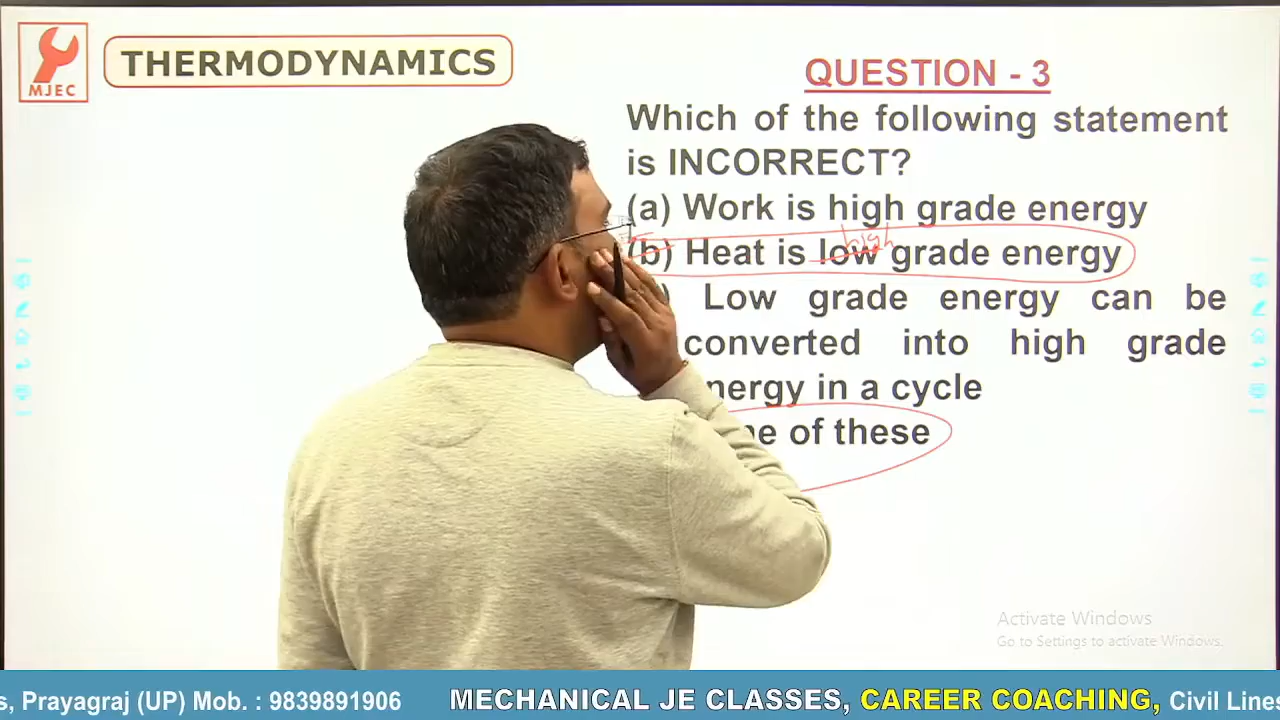 MJEC
THERMODYNAMICS
QUESTION - 3
Which of the following statement
is INCORRECT?
(a) Work is high grade energy
high
(b) Heat is low grade energy
) Low grade energy can be
converted into high grade
nergy in a cycle
ne of these
Activate Windows
Go to Settings to activate Windows.
s, Prayagraj (UP) Mob. : 9839891906 MECHANICAL JE CLASSES, CAREER COACHING, Civil Lines